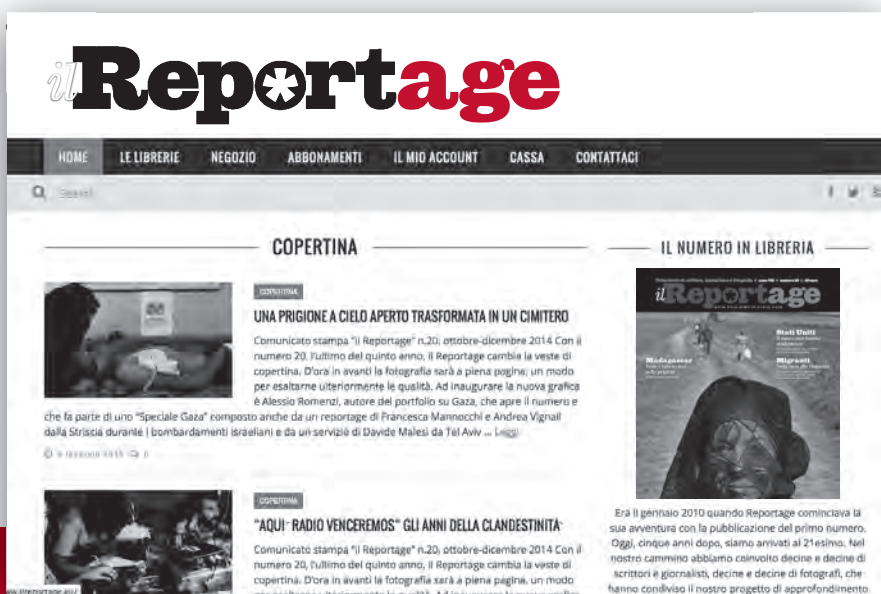 il Reportage
HOME LE LIBRERIE NEGOZIO ABBONAMENTI IL MIO ACCOUNT CASSA CONTATTACI
Search
COPERTINA
COPERTINA
UNA PRIGIONE A CIELO APERTO TRASFORMATA IN UN CIMITERO
Comunicato stampa "il Reportage" n.20, ottobre-dicembre 2014 Con il
numero 20, l'ultimo del quinto anno, il Reportage cambia la veste di
copertina. D'ora in avanti la fotografia sarà a piena pagina, un modo
per esaltarne ulteriormente le qualità. Ad inaugurare la nuova grafica
è Alessio Romenzi, autore del portfolio su Gaza, che apre il numero e
che fa parte di uno "Speciale Gaza" composto anche da un reportage di Francesca Mannocchi e Andrea Vignali
dalla Striscia durante i bombardamenti israeliani e da un servizio di Davide Malesi da Tel Aviv ... Leggi
2015 0
COPERTINA
"AQUI RADIO VENCEREMOS" GLI ANNI DELLA CLANDESTINITÀ
Comunicato stampa "il Reportage" n.20, ottobre-dicembre 2014 Con il
numero 20, l'ultimo del quinto anno, il Reportage cambia la veste di
copertina. D'ora in avanti la fotografia sarà a piena pagina, un modo
IL NUMERO IN LIBRERIA
il Reportage
Stati Uniti
Madagascar
Migranti
Era il gennaio 2010 quando Reportage cominciava la
sua avventura con la pubblicazione del primo numero.
Oggi, cinque anni dopo, siamo arrivati al 21esimo. Nel
nostro cammino abbiamo coinvolto decine e decine di
scrittori e giornalisti, decine e decine di fotografi, che
hanno condiviso il nostro progetto di approfondimento